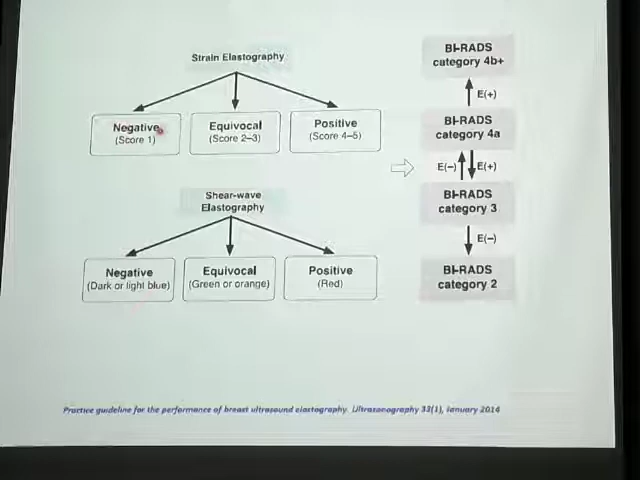 Strain Elastography
Negative
(Score 1)
Equivocal
(Score 2–3)
Positive
(Score 4–5)
Shear-wave
Elastography
Negative
(Dark or light blue)
Equivocal
(Green or orange)
Positive
(Red)
BI-RADS
category 4b+
E(+)
BI-RADS
category 4a
E(−)
E(+)
BI-RADS
category 3
E(−)
BI-RADS
category 2
Practice guideline for the performance of breast ultrasound elastography. Ultrasonography 33(1), January 2014